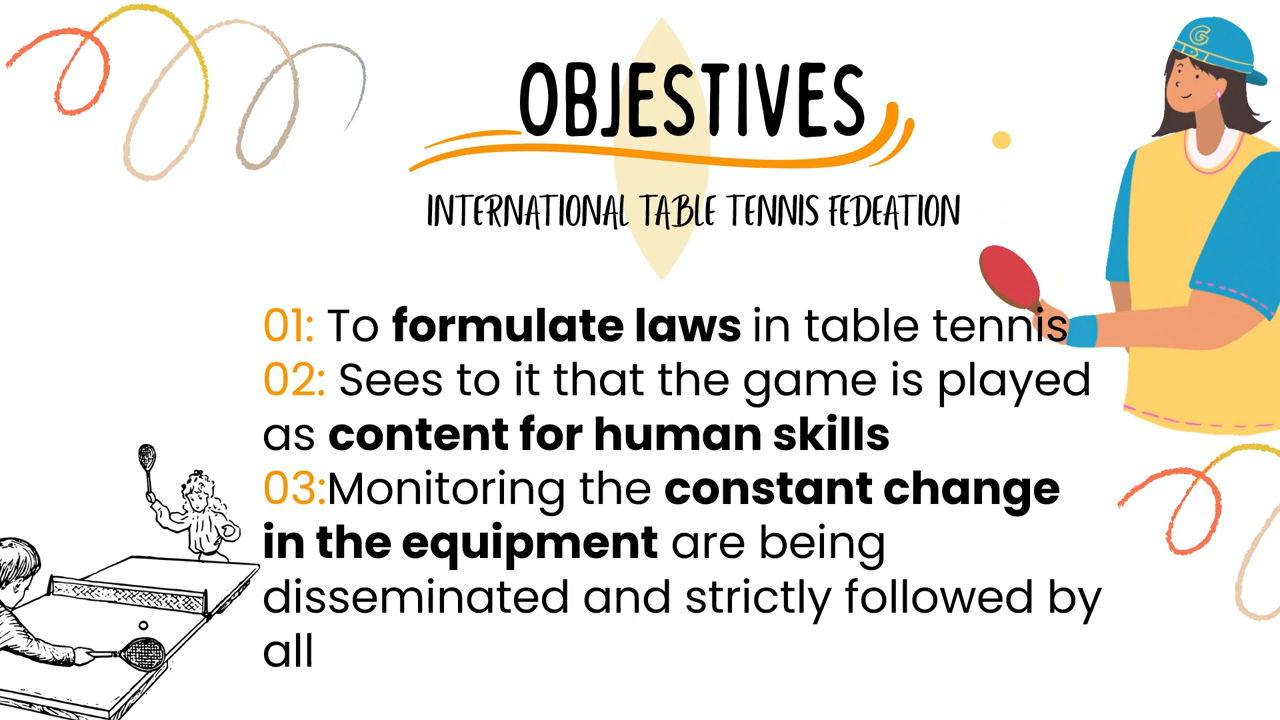 OBJESTIVES
INTERNATIONAL TABLE TENNIS FEDEATION
01: To formulate laws in table tennis
02: Sees to it that the game is played
as content for human skills
03:Monitoring the constant change
in the equipment are being
disseminated and strictly followed by
all